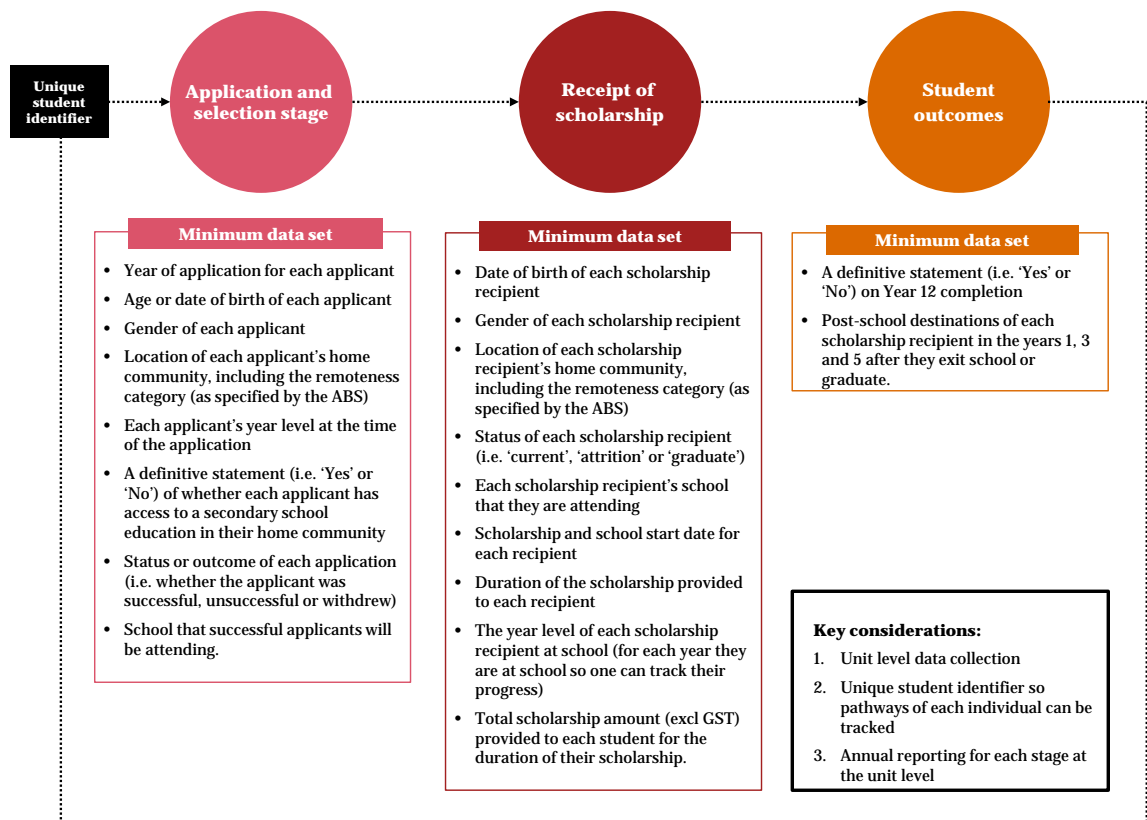 Unique
student
identifier
Application and
selection stage
Receipt of
scholarship
Student
outcomes
Minimum data set
• Year of application for each applicant
• Age or date of birth of each applicant
• Gender of each applicant
• Location of each applicant's home
community, including the remoteness
category (as specified by the ABS)
• Each applicant's year level at the time
of the application
• A definitive statement (i.e. 'Yes' or
'No') of whether each applicant has
access to a secondary school
education in their home community
• Status or outcome of each application
(i.e. whether the applicant was
successful, unsuccessful or withdrew)
• School that successful applicants will
be attending.
Minimum data set
• Date of birth of each scholarship
recipient
• Gender of each scholarship recipient
• Location of each scholarship
recipient's home community,
including the remoteness category (as
specified by the ABS)
• Status of each scholarship recipient
(i.e. 'current', 'attrition' or 'graduate')
• Each scholarship recipient's school
that they are attending
• Scholarship and school start date for
each recipient
• Duration of the scholarship provided
to each recipient
• The year level of each scholarship
recipient at school (for each year they
are at school so one can track their
progress)
• Total scholarship amount (excl GST)
provided to each student for the
duration of their scholarship.
Minimum data set
• A definitive statement (i.e. 'Yes' or
'No') on Year 12 completion
• Post-school destinations of each
scholarship recipient in the years 1, 3
and 5 after they exit school or
graduate.
Key considerations:
1. Unit level data collection
2. Unique student identifier so
pathways of each individual can be
tracked
3. Annual reporting for each stage at
the unit level